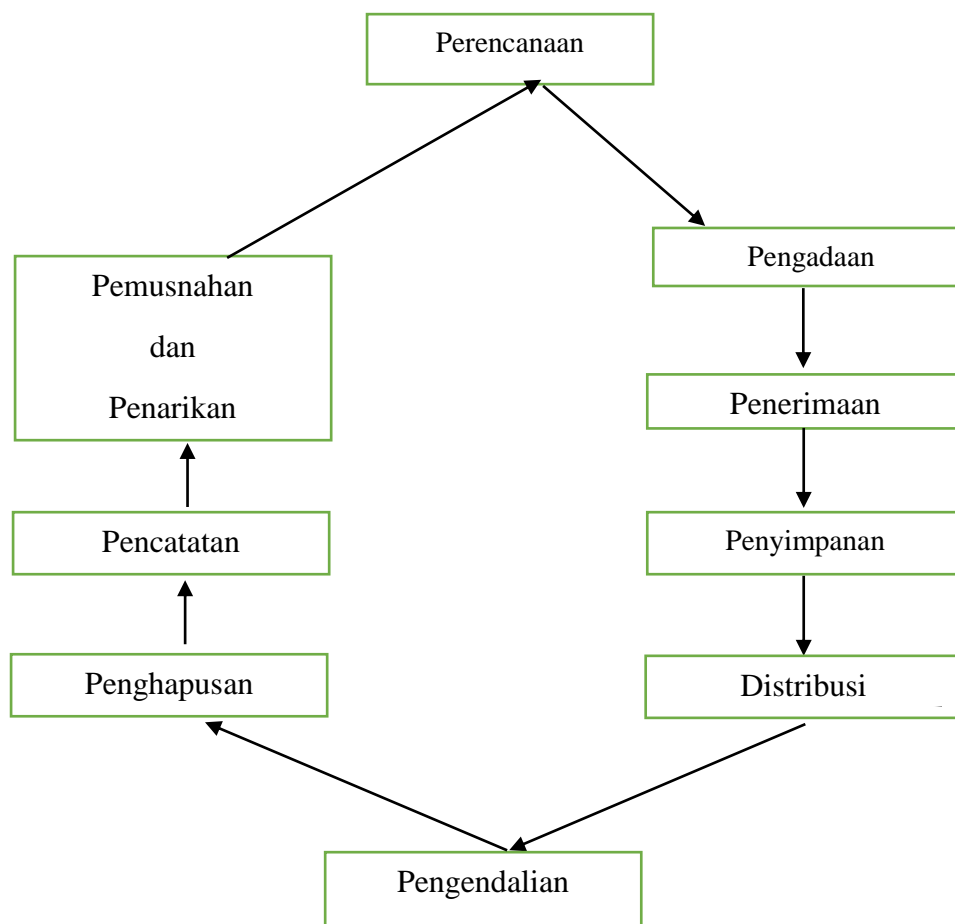 Perencanaan
Pengadaan
Penerimaan
Penyimpanan
Distribusi
Pengendalian
Penghapusan
Pencatatan
Pemusnahan
dan
Penarikan